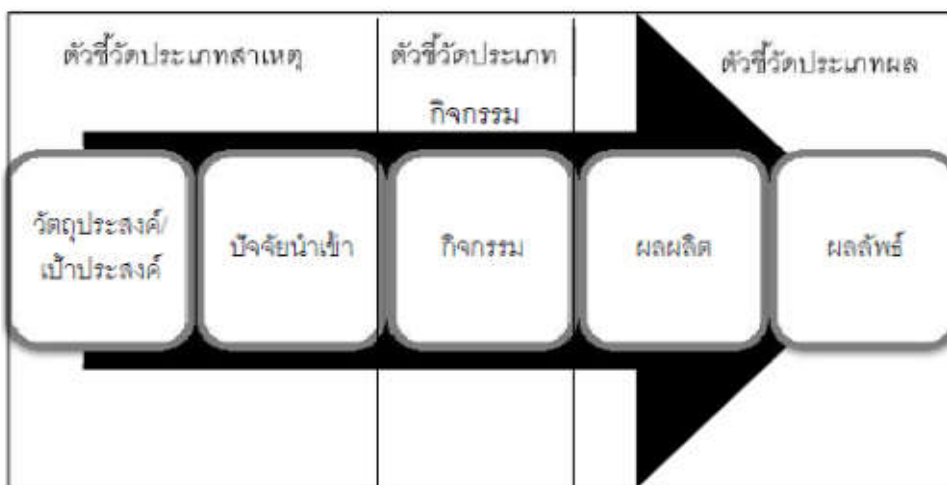 ตัวชี้วัดประเภทสาเหตุ
ตัวชี้วัดประเภท
กิจกรรม
ตัวชี้วัดประเภทผล
วัตถุประสงค์/
เป้าประสงค์
ปัจจัยนำเข้า
กิจกรรม
ผลผลิต
ผลลัพธ์